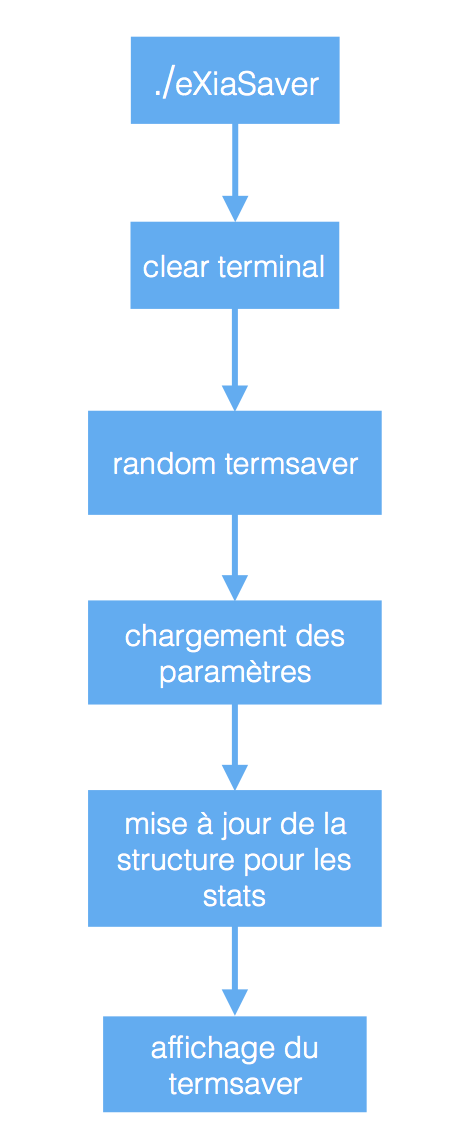 ./eXiaSaver
clear terminal
random termsaver
chargement des
paramètres
mise à jour de la
structure pour les
stats
affichage du
termsaver